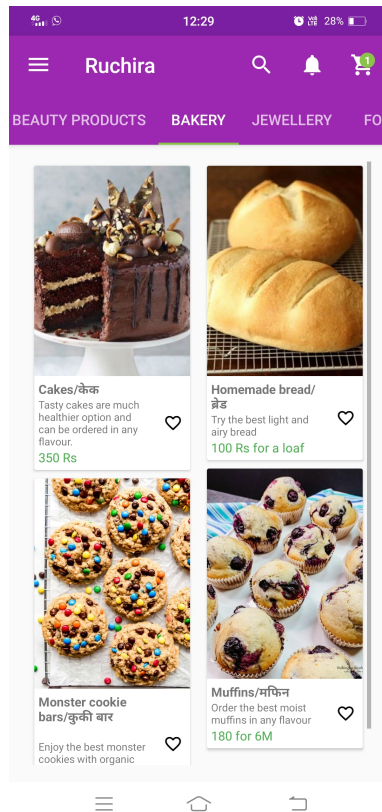 4G
12:29
VoD LTE 28%
Ruchira
1
BEAUTY PRODUCTS BAKERY JEWELLERY FO
Cakes/केक
Tasty cakes are much
healthier option and
can be ordered in any
flavour.
350 Rs
Homemade bread/
ब्रेड
Try the best light and
airy bread
100 Rs for a loaf
Monster cookie
bars/कुकी बार
Enjoy the best monster
cookies with organic
Muffins/मफिन
Order the best moist
muffins in any flavour
180 for 6M